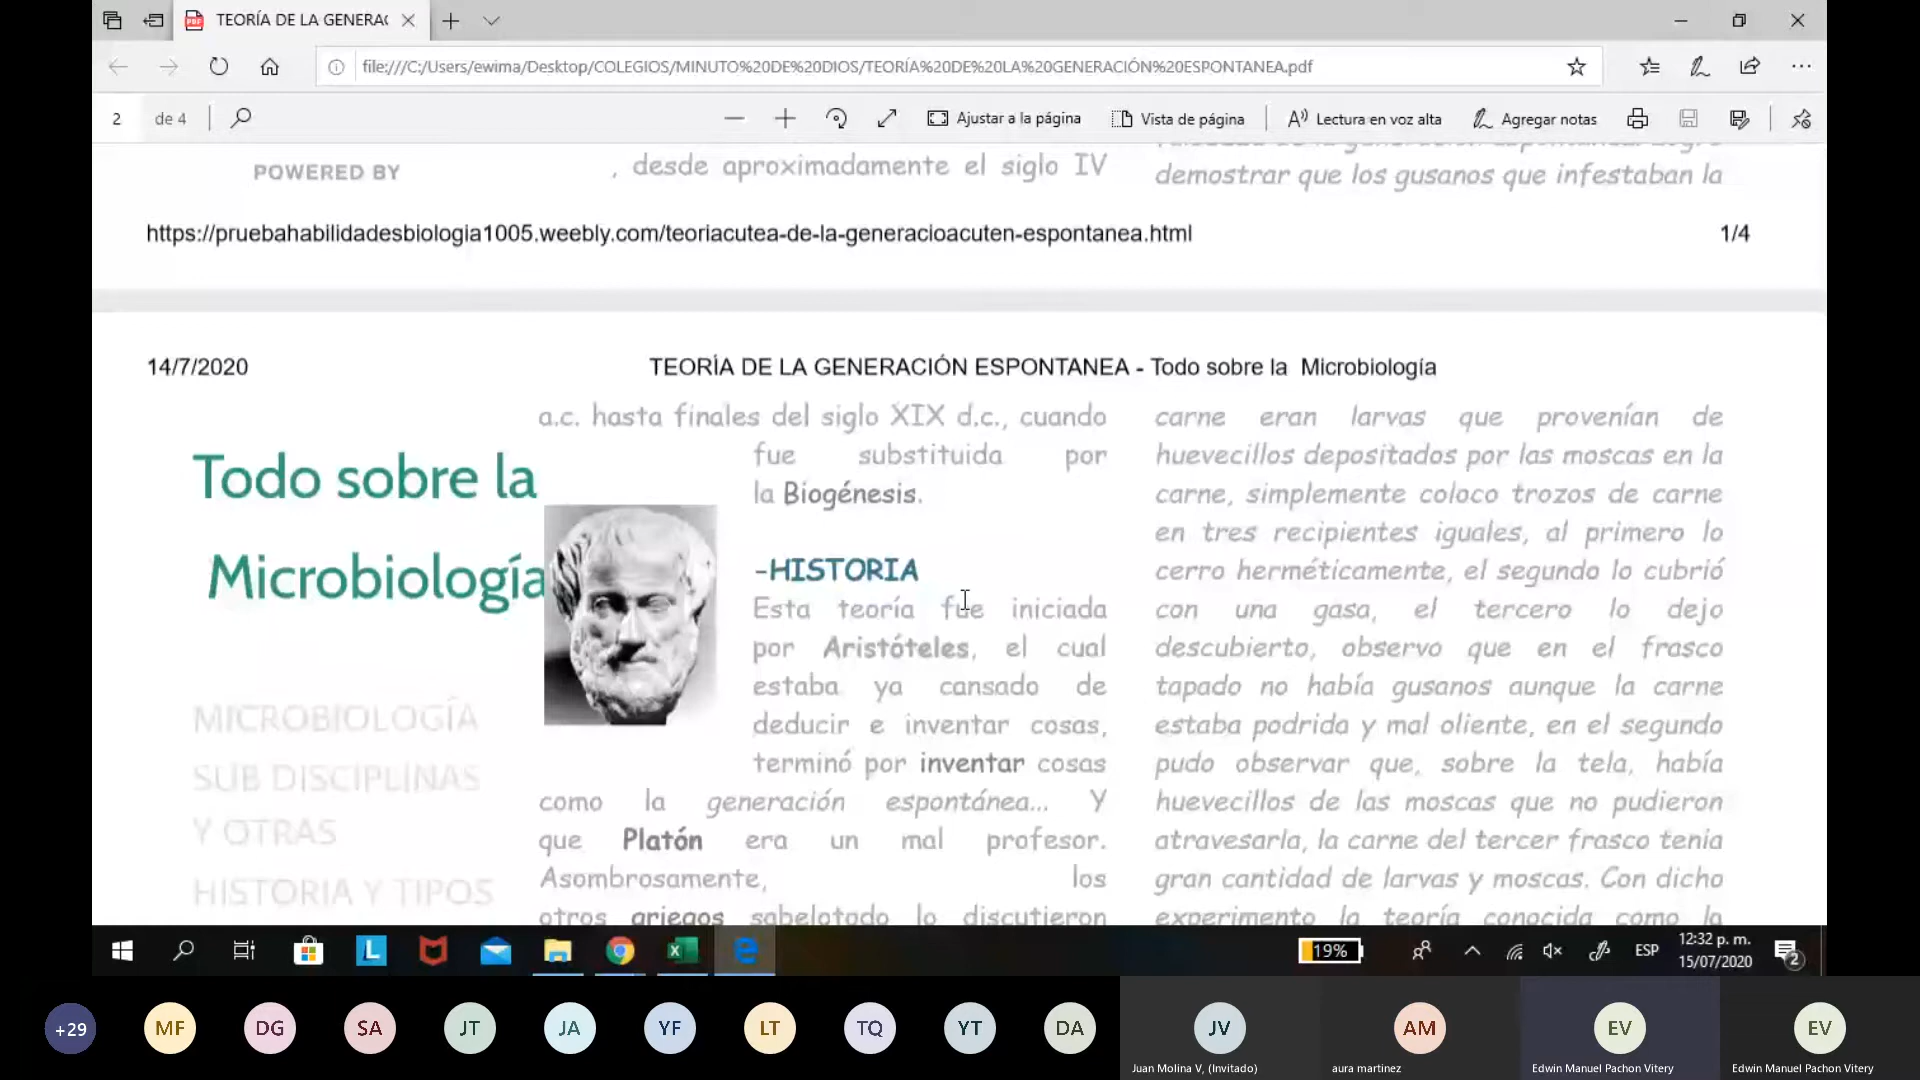 TEORÍA DE LA GENERAC
file:///C:/Users/ewima/Desktop/COLEGIOS/MINUTO%20DE%20DIOS/TEORÍA%20DE%20LA%20GENERACIÓN%20ESPONTANEA.pdf
2 de 4
Ajustar a la página
Vista de página
Lectura en voz alta
Agregar notas
POWERED BY
, desde aproximadamente el siglo IV
demostrar que los gusanos que infestaban la
https://pruebahabilidadesbiologia1005.weebly.com/teoriacutea-de-la-generacioacuten-espontanea.html
1/4
14/7/2020
TEORÍA DE LA GENERACIÓN ESPONTANEA - Todo sobre la Microbiología
Todo sobre la
Microbiología
MICROBIOLOGÍA
SUB DISCIPLINAS
Y OTRAS
HISTORIA Y TIPOS
a.c. hasta finales del siglo XIX d.c., cuando
fue substituida por
la Biogénesis.
-HISTORIA
Esta teoría fue iniciada
por Aristóteles, el cual
estaba ya cansado de
deducir e inventar cosas,
terminó por inventar cosas
como la generación espontánea... Y
que Platón era un mal profesor.
Asombrosamente, los
otros griegos sabelotodo lo discutieron
carne eran larvas que provenían de
huevecillos depositados por las moscas en la
carne, simplemente coloco trozos de carne
en tres recipientes iguales, al primero lo
cerro herméticamente, el segundo lo cubrió
con una gasa, el tercero lo dejo
descubierto, observo que en el frasco
tapado no había gusanos aunque la carne
estaba podrida y mal oliente, en el segundo
pudo observar que, sobre la tela, había
huevecillos de las moscas que no pudieron
atravesarla, la carne del tercer frasco tenia
gran cantidad de larvas y moscas. Con dicho
experimento la teoría conocida como la
19%
ESP
12:32 p. m.
15/07/2020
2
+29
MF
DG
SA
JT
JA
YF
LT
TQ
YT
DA
JV
Juan Molina V, (Invitado)
AM
aura martinez
EV
Edwin Manuel Pachon Vitery
EV
Edwin Manuel Pachon Vitery